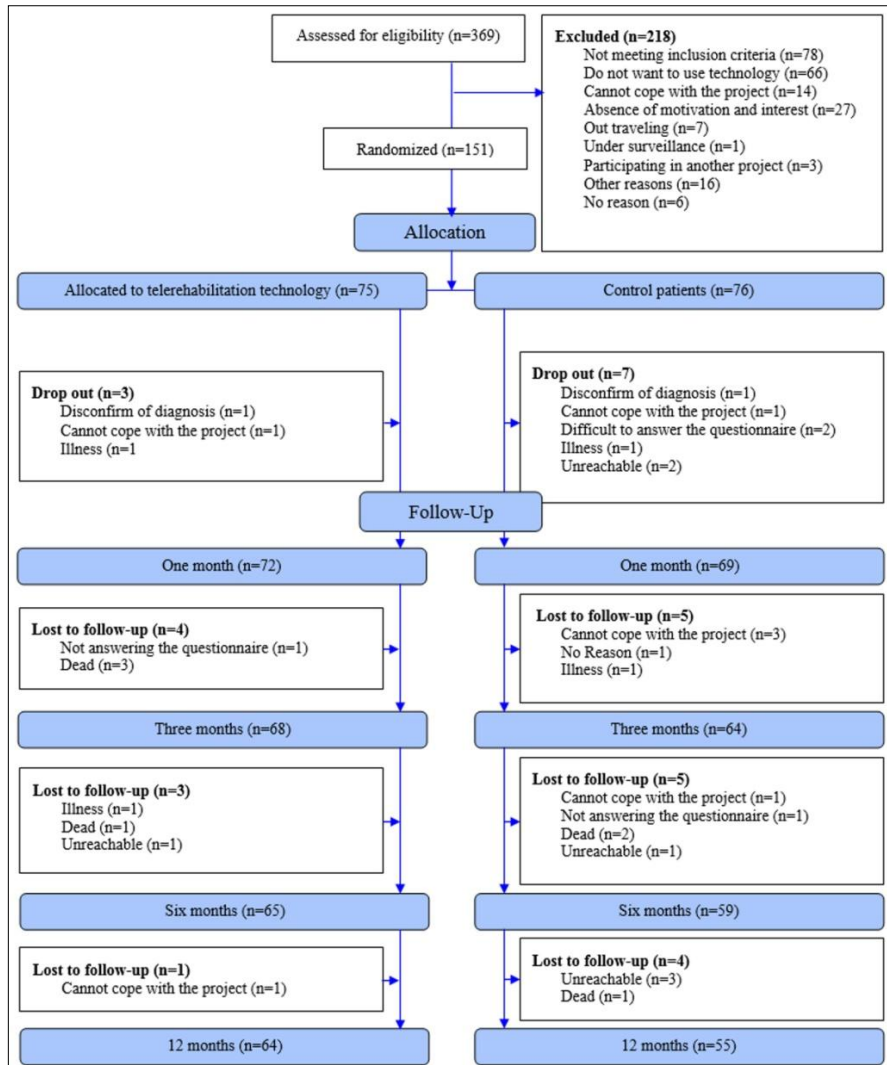 Assessed for eligibility (n=369)
Excluded (n=218)
Not meeting inclusion criteria (n=78)
Do not want to use technology (n=66)
Cannot cope with the project (n=14)
Absence of motivation and interest (n=27)
Out traveling (n=7)
Under surveillance (n=1)
Participating in another project (n=3)
Other reasons (n=16)
No reason (n=6)
Randomized (n=151)
Allocation
Allocated to telerehabilitation technology (n=75)
Control patients (n=76)
Drop out (n=3)
Disconfirm of diagnosis (n=1)
Cannot cope with the project (n=1)
Illness (n=1
Drop out (n=7)
Disconfirm of diagnosis (n=1)
Cannot cope with the project (n=1)
Difficult to answer the questionnaire (n=2)
Illness (n=1)
Unreachable (n=2)
Follow-Up
One month (n=72)
One month (n=69)
Lost to follow-up (n=4)
Not answering the questionnaire (n=1)
Dead (n=3)
Lost to follow-up (n=5)
Cannot cope with the project (n=3)
No Reason (n=1)
Illness (n=1)
Three months (n=68)
Three months (n=64)
Lost to follow-up (n=3)
Illness (n=1)
Dead (n=1)
Unreachable (n=1)
Lost to follow-up (n=5)
Cannot cope with the project (n=1)
Not answering the questionnaire (n=1)
Dead (n=2)
Unreachable (n=1)
Six months (n=65)
Six months (n=59)
Lost to follow-up (n=1)
Cannot cope with the project (n=1)
Lost to follow-up (n=4)
Unreachable (n=3)
Dead (n=1)
12 months (n=64)
12 months (n=55)